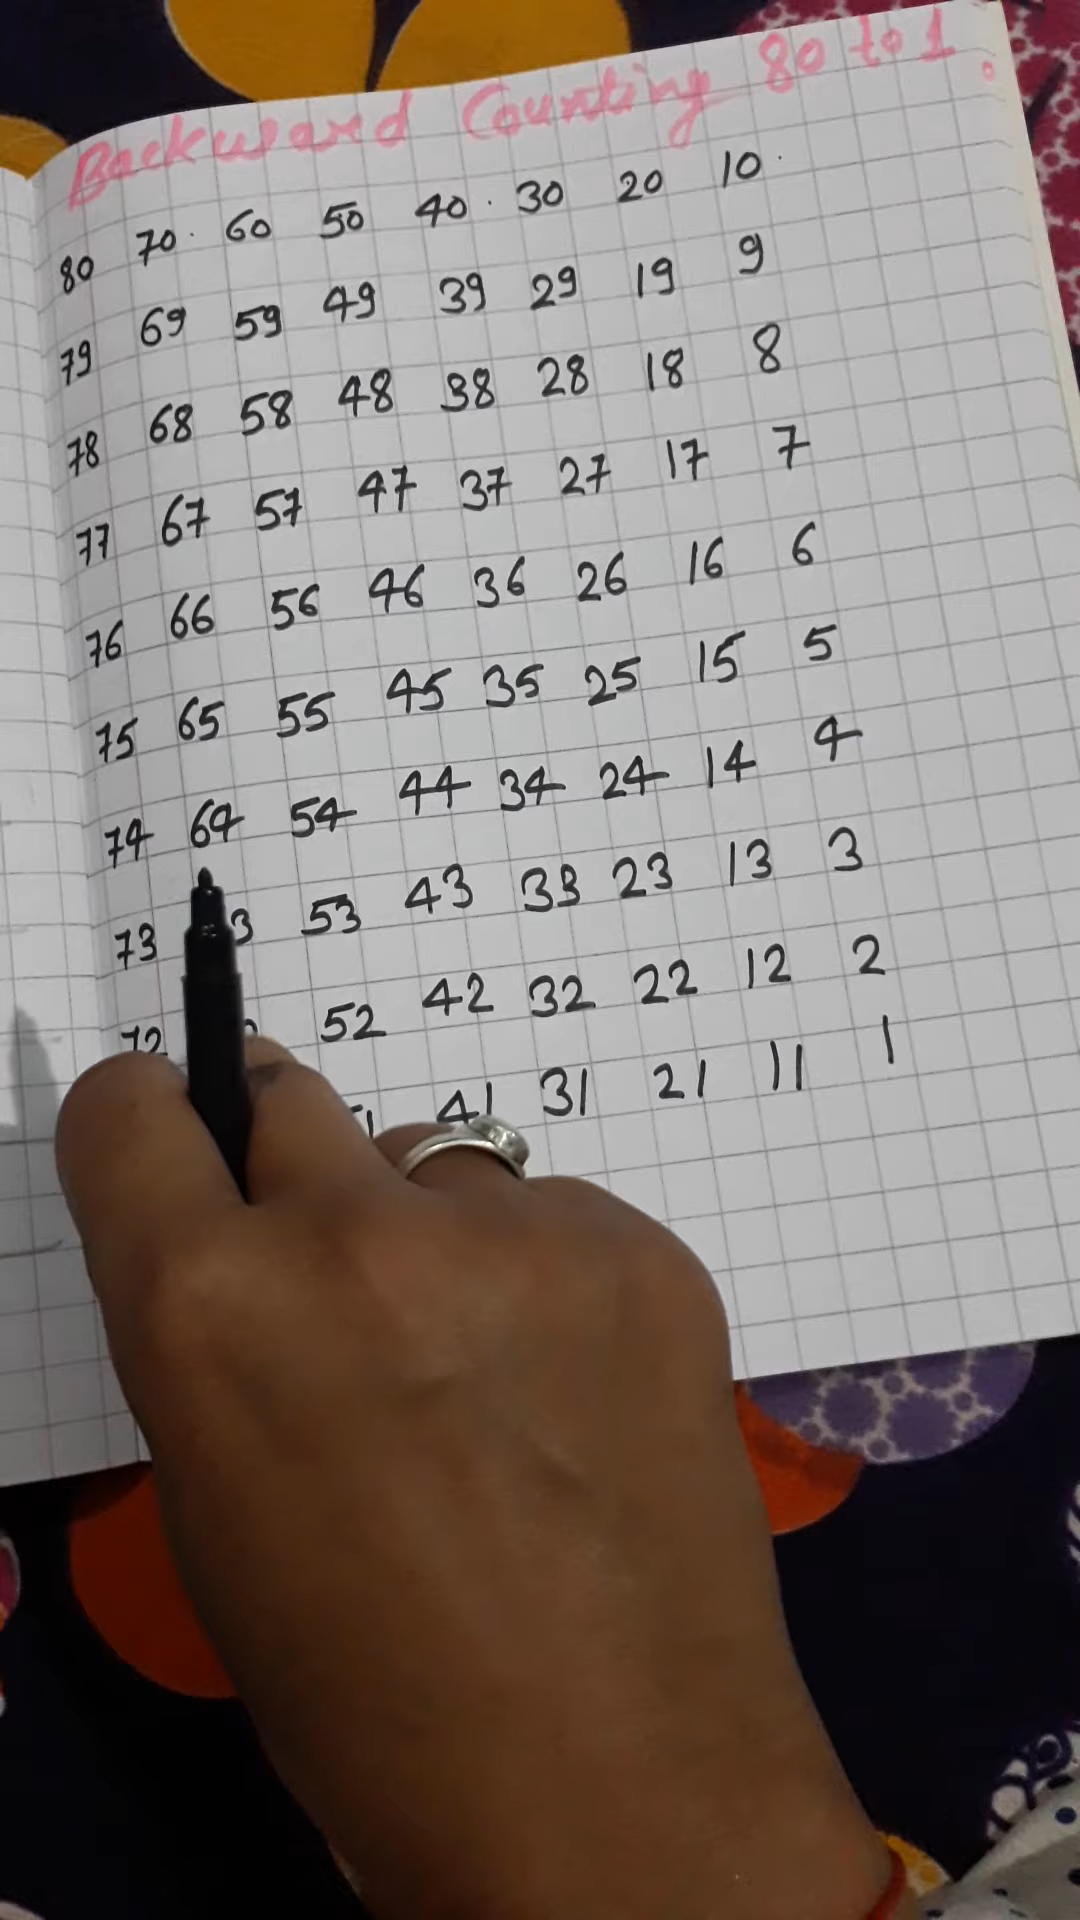 Backward Counting 80 to 1.
80 70 60 50 40 30 20 10
79 69 59 49 39 29 19 9
78 68 58 48 38 28 18 8
77 67 57 47 37 27 17 7
76 66 56 46 36 26 16 6
75 65 55 45 35 25 15 5
74 64 54 44 34 24 14 4
73 53 43 33 23 13 3
72 52 42 32 22 12 2
41 31 21 11 1